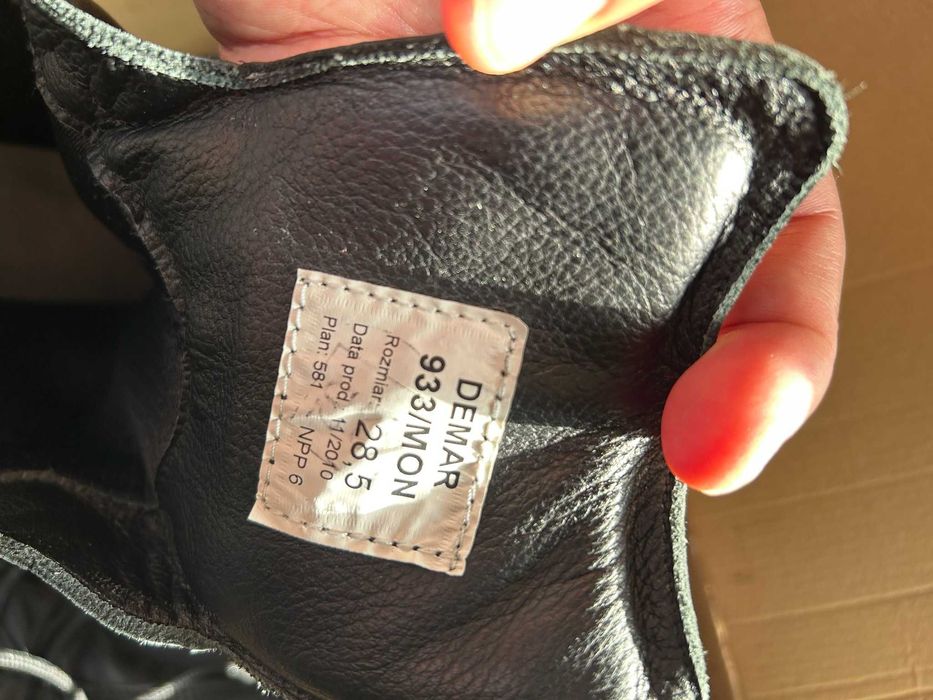 DEMAR
933/MON
Rozmiar: 28,5
Data prod. 11/2010
Plan: 581 NPP 6